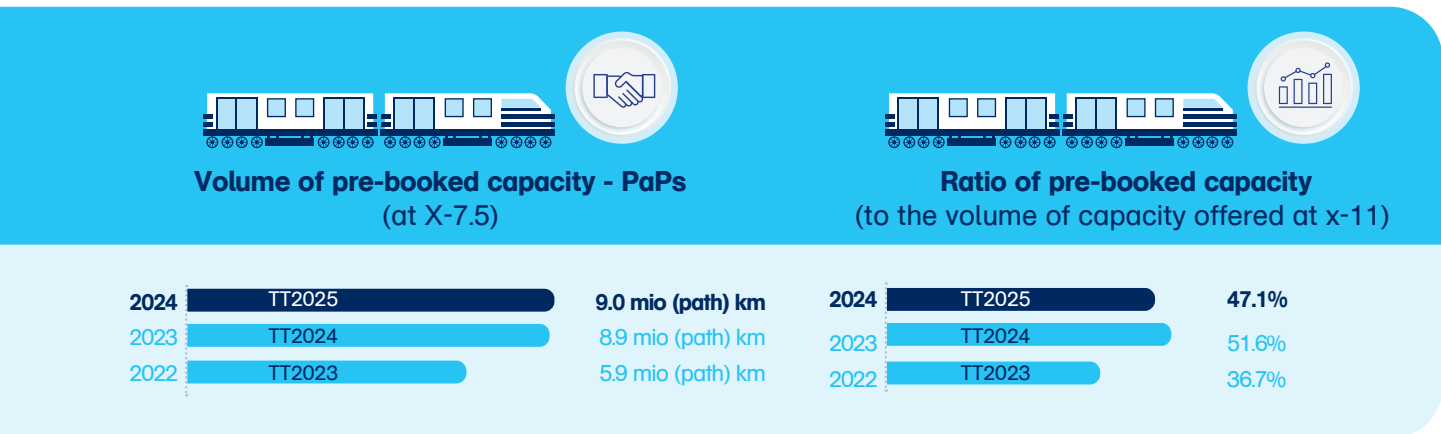 Volume of pre-booked capacity - PaPs
(at X-7.5)
2024 TT2025 9.0 mio (path) km
2023 TT2024 8.9 mio (path) km
2022 TT2023 5.9 mio (path) km
Ratio of pre-booked capacity
(to the volume of capacity offered at x-11)
2024 TT2025 47.1%
2023 TT2024 51.6%
2022 TT2023 36.7%